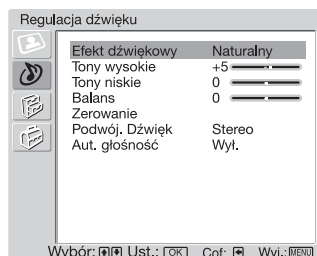 Regulacja dźwięku
Efekt dźwiękowy Naturalny
Tony wysokie +5
Tony niskie 0
Balans 0
Zerowanie
Podwój. Dźwięk Stereo
Aut. głośność Wył.
Wybór: Ust.: OK Cof: Wyj.: MENU